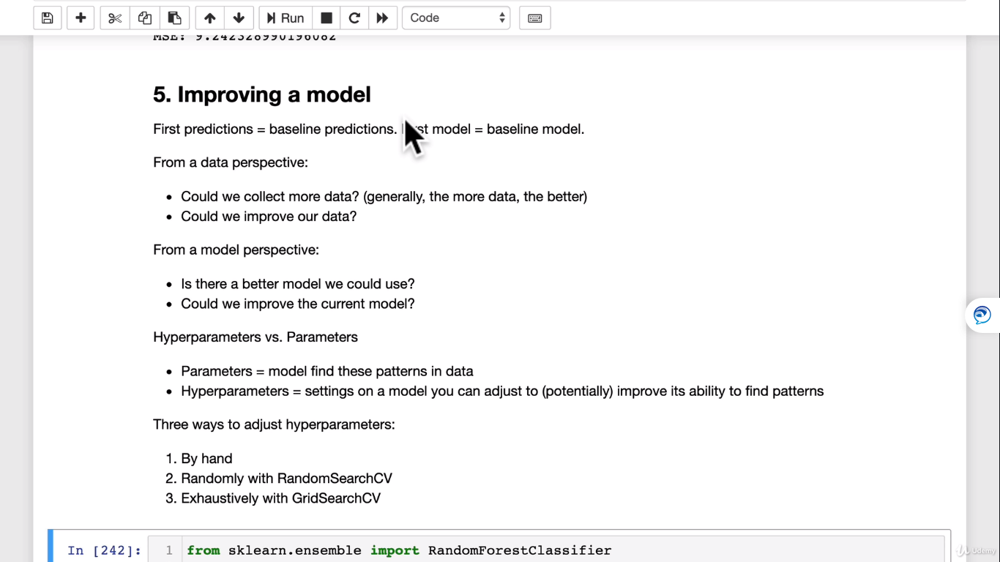 Run
Code
MSE: 9.242328990196082
5. Improving a model
First predictions = baseline predictions. model = baseline model.
From a data perspective:
• Could we collect more data? (generally, the more data, the better)
• Could we improve our data?
From a model perspective:
• Is there a better model we could use?
• Could we improve the current model?
Hyperparameters vs. Parameters
• Parameters = model find these patterns in data
• Hyperparameters = settings on a model you can adjust to (potentially) improve its ability to find patterns
Three ways to adjust hyperparameters:
1. By hand
2. Randomly with RandomSearchCV
3. Exhaustively with GridSearchCV
In [242]: 1 from sklearn.ensemble import RandomForestClassifier
Udemy